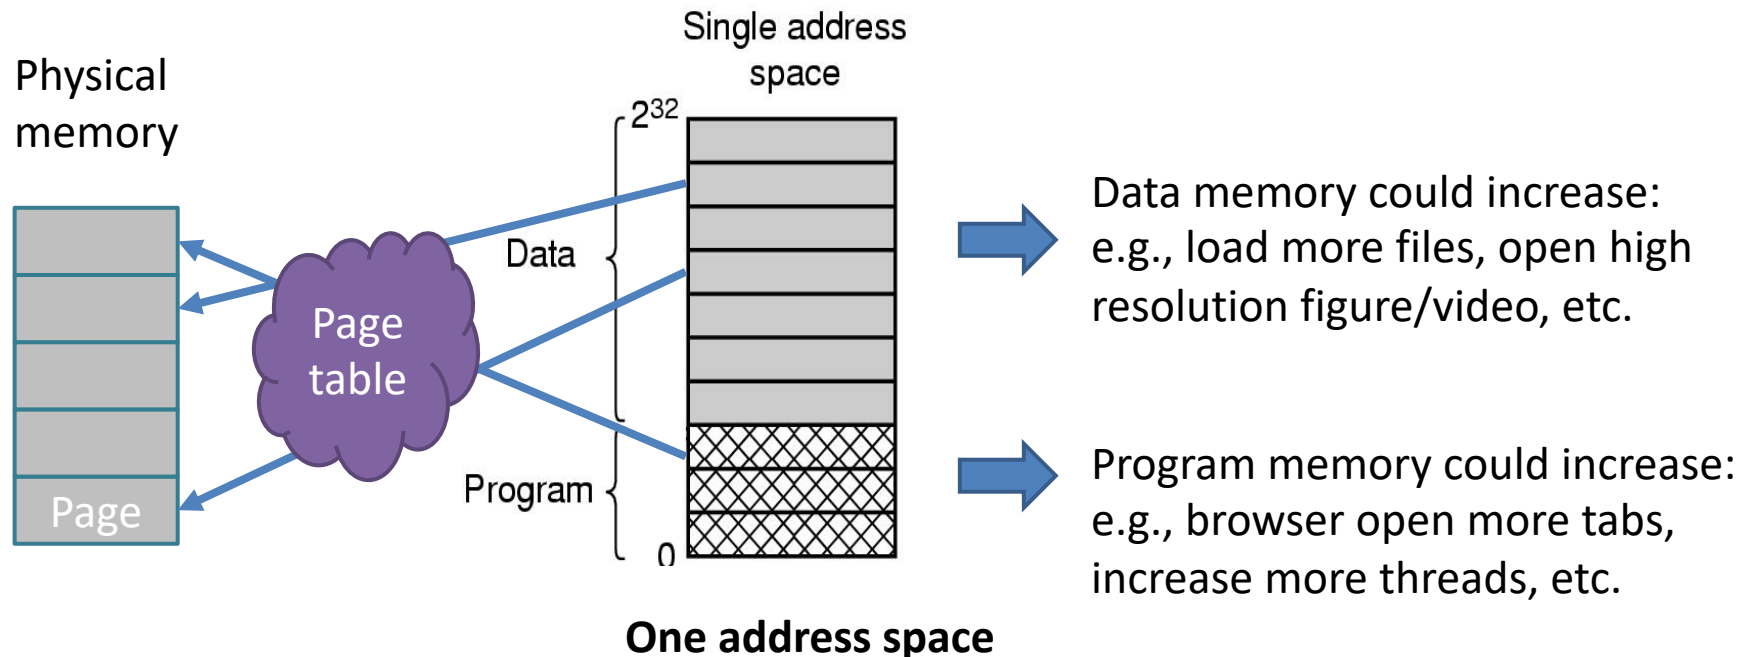 Single address
space
Physical
memory
2³²
Data
Page
table
Program
Page
0
Data memory could increase:
e.g., load more files, open high
resolution figure/video, etc.
Program memory could increase:
e.g., browser open more tabs,
increase more threads, etc.
One address space